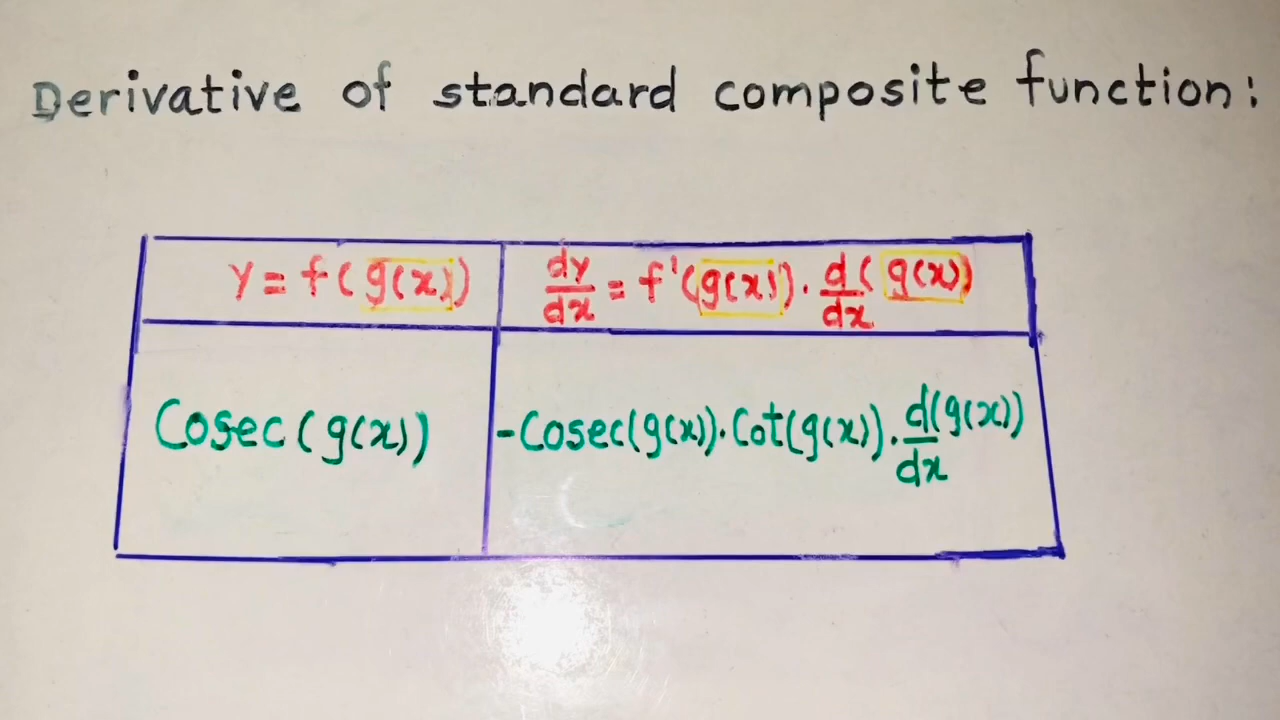 Derivative of standard composite function:
y = f(g(x)) dy/dx = f'(g(x)) · d/dx (g(x))
Cosec(g(x)) -Cosec(g(x))·Cot(g(x))·d/dx(g(x))